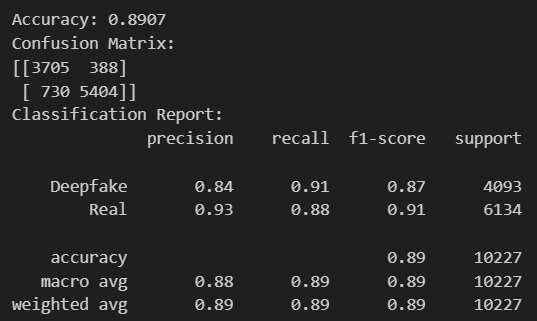 Accuracy: 0.8907
Confusion Matrix:
[[3705  388]
 [ 730 5404]]
Classification Report:
              precision    recall  f1-score   support

    Deepfake       0.84      0.91      0.87      4093
        Real       0.93      0.88      0.91      6134

    accuracy                           0.89     10227
   macro avg       0.88      0.89      0.89     10227
weighted avg       0.89      0.89      0.89     10227